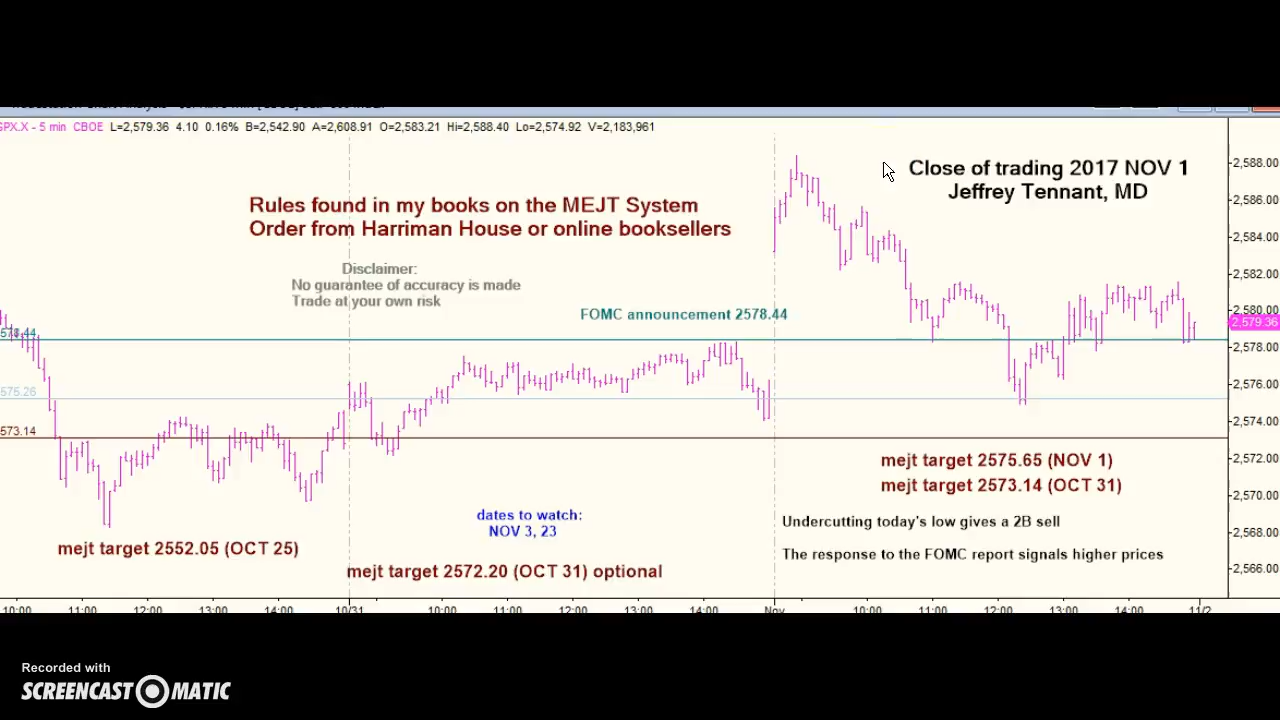 SPX.X - 5 min CBOE L=2,579.36 4.10 0.16% B=2,542.90 A=2,608.91 O=2,583.21 Hi=2,588.40 Lo=2,574.92 V=2,183,961
Close of trading 2017 NOV 1
Jeffrey Tennant, MD
Rules found in my books on the MEJT System
Order from Harriman House or online booksellers
Disclaimer:
No guarantee of accuracy is made
Trade at your own risk
FOMC announcement 2578.44
2,588.00
2,586.00
2,584.00
2,582.00
2,580.00
2,579.36
2,578.00
2,576.00
2,574.00
2,572.00
2,570.00
2,568.00
2,566.00
578.44
575.26
573.14
mejt target 2575.65 (NOV 1)
mejt target 2573.14 (OCT 31)
dates to watch:
NOV 3, 23
Undercutting today's low gives a 2B sell
The response to the FOMC report signals higher prices
mejt target 2552.05 (OCT 25)
mejt target 2572.20 (OCT 31) optional
10:00 11:00 12:00 13:00 10/31 10:00 11:00 12:00 13:00 14:00 Nov 10:00 11:00 12:00 13:00 14:00 11/2
Recorded with
SCREENCAST-O-MATIC